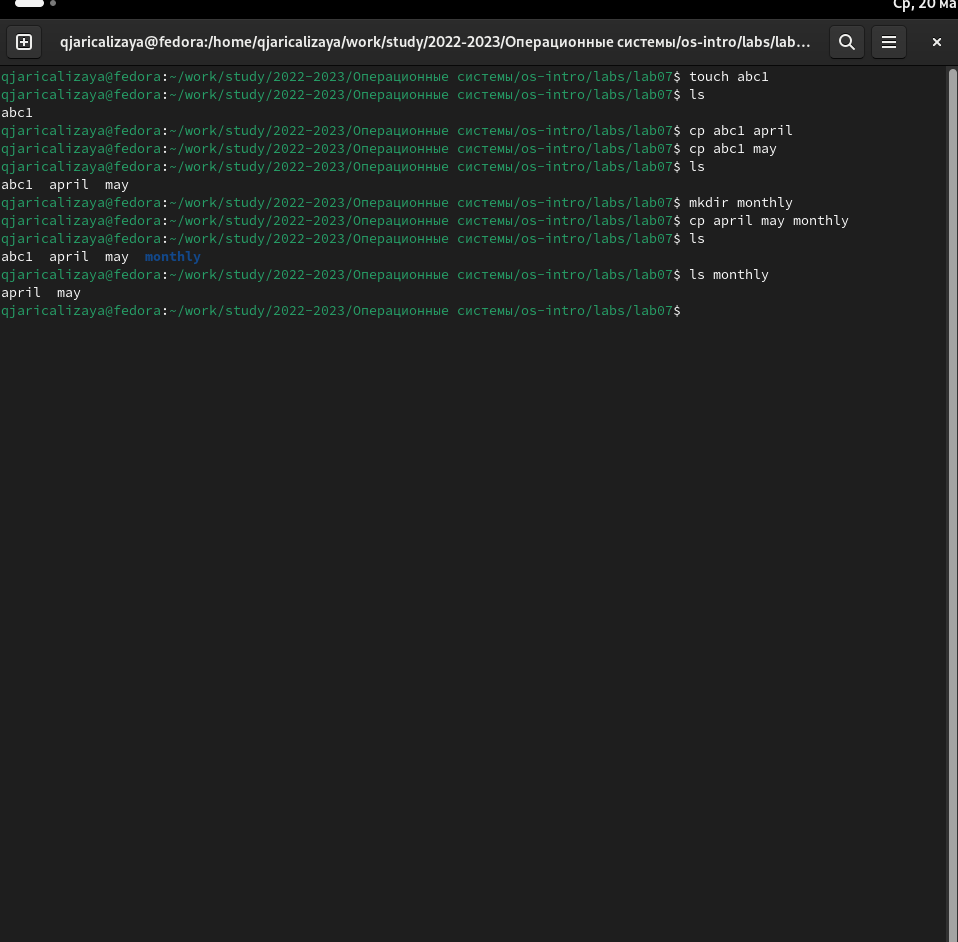 Ср, 20 ма
qjaricalizaya@fedora:/home/qjaricalizaya/work/study/2022-2023/Операционные системы/os-intro/labs/lab...
qjaricalizaya@fedora:~/work/study/2022-2023/Операционные системы/os-intro/labs/lab07$ touch abc1
qjaricalizaya@fedora:~/work/study/2022-2023/Операционные системы/os-intro/labs/lab07$ ls
abc1
qjaricalizaya@fedora:~/work/study/2022-2023/Операционные системы/os-intro/labs/lab07$ cp abc1 april
qjaricalizaya@fedora:~/work/study/2022-2023/Операционные системы/os-intro/labs/lab07$ cp abc1 may
qjaricalizaya@fedora:~/work/study/2022-2023/Операционные системы/os-intro/labs/lab07$ ls
abc1  april  may
qjaricalizaya@fedora:~/work/study/2022-2023/Операционные системы/os-intro/labs/lab07$ mkdir monthly
qjaricalizaya@fedora:~/work/study/2022-2023/Операционные системы/os-intro/labs/lab07$ cp april may monthly
qjaricalizaya@fedora:~/work/study/2022-2023/Операционные системы/os-intro/labs/lab07$ ls
abc1  april  may  monthly
qjaricalizaya@fedora:~/work/study/2022-2023/Операционные системы/os-intro/labs/lab07$ ls monthly
april  may
qjaricalizaya@fedora:~/work/study/2022-2023/Операционные системы/os-intro/labs/lab07$